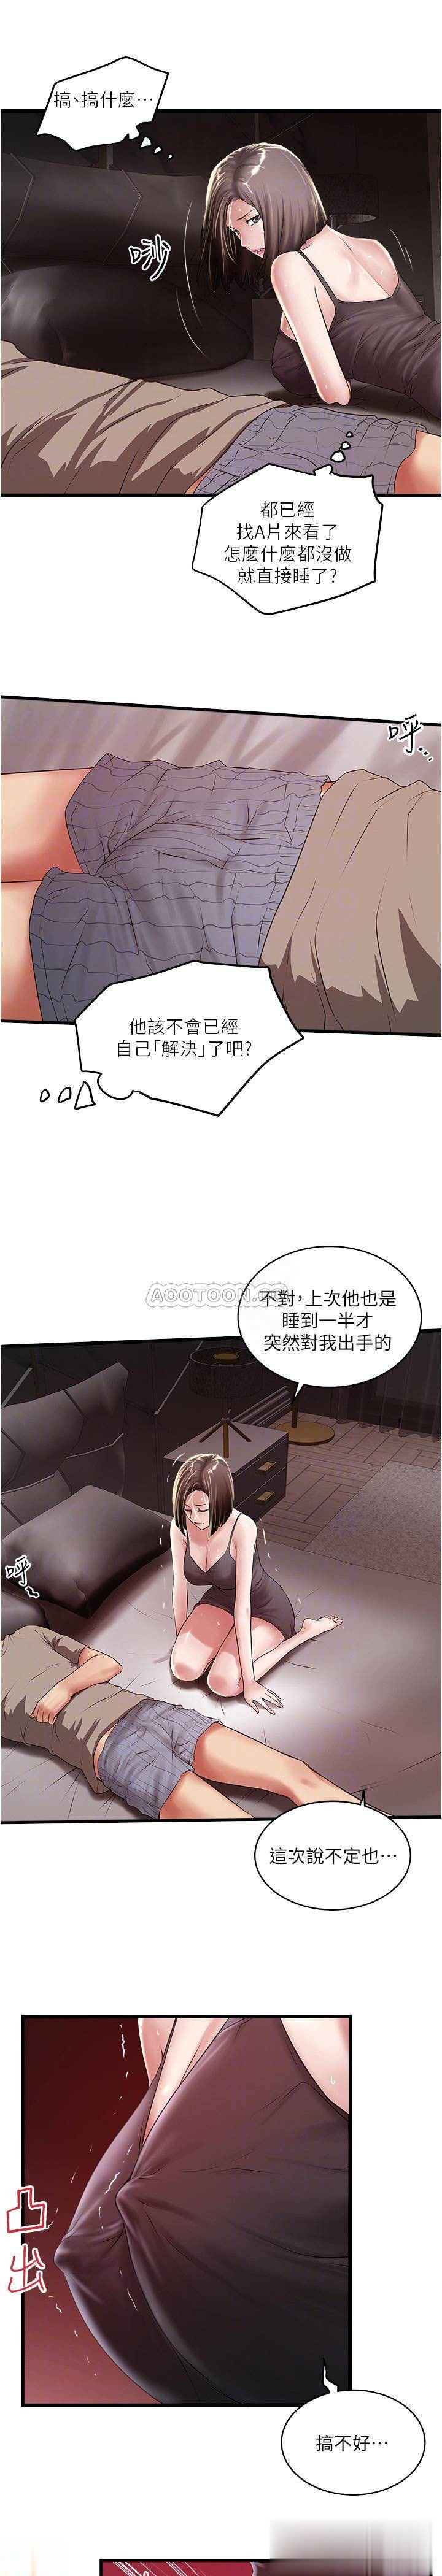 搞、搞什麼…
唦
都已經
找A片來看了
怎麼什麼都沒做
就直接睡了?
呼…
他該不會已經
自己「解決」了吧?
AOOTOON.CC
不對,上次他也是
睡到一半才
突然對我出手的
呼~
這次說不定也…
凸出
搞不好…